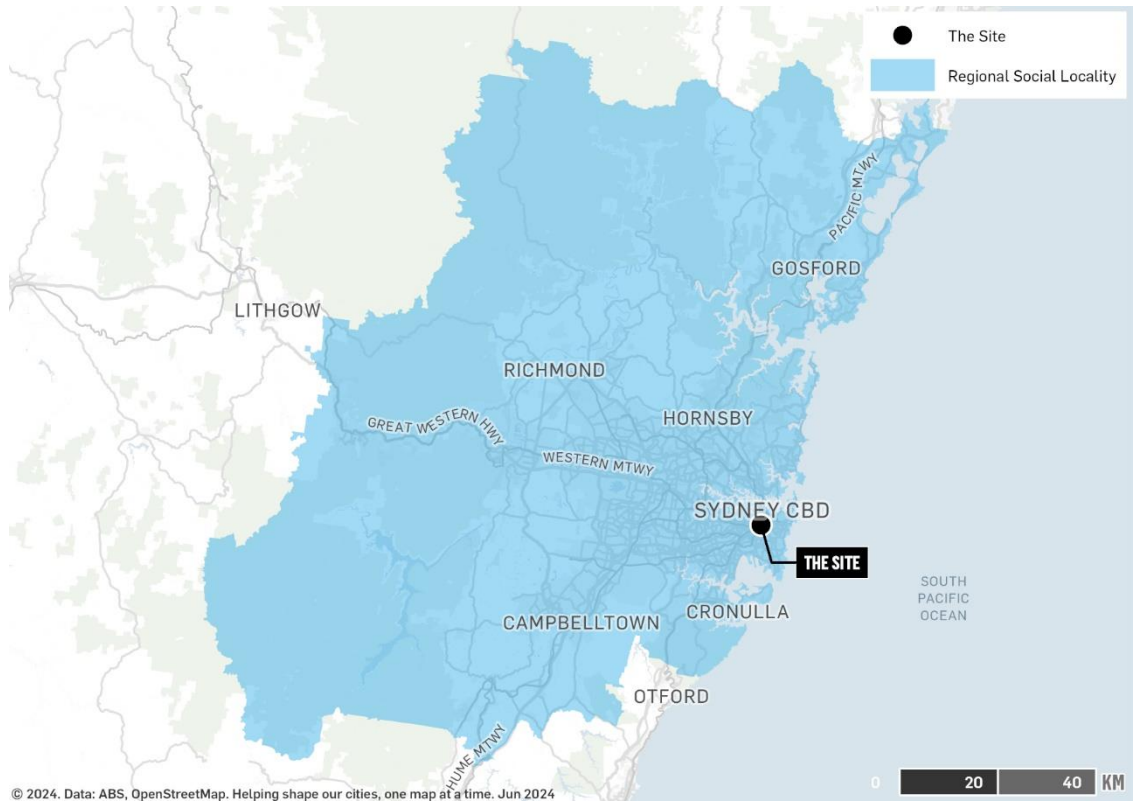 The Site
Regional Social Locality
PACIFIC MTWY
GOSFORD
LITHGOW
RICHMOND
HORNSBY
GREAT WESTERN HWY
WESTERN MTWY
SYDNEY CBD
THE SITE
SOUTH
PACIFIC
OCEAN
CAMPBELLTOWN
CRONULLA
OTFORD
HUME MTWY
0 20 40 KM
© 2024. Data: ABS, OpenStreetMap. Helping shape our cities, one map at a time. Jun 2024